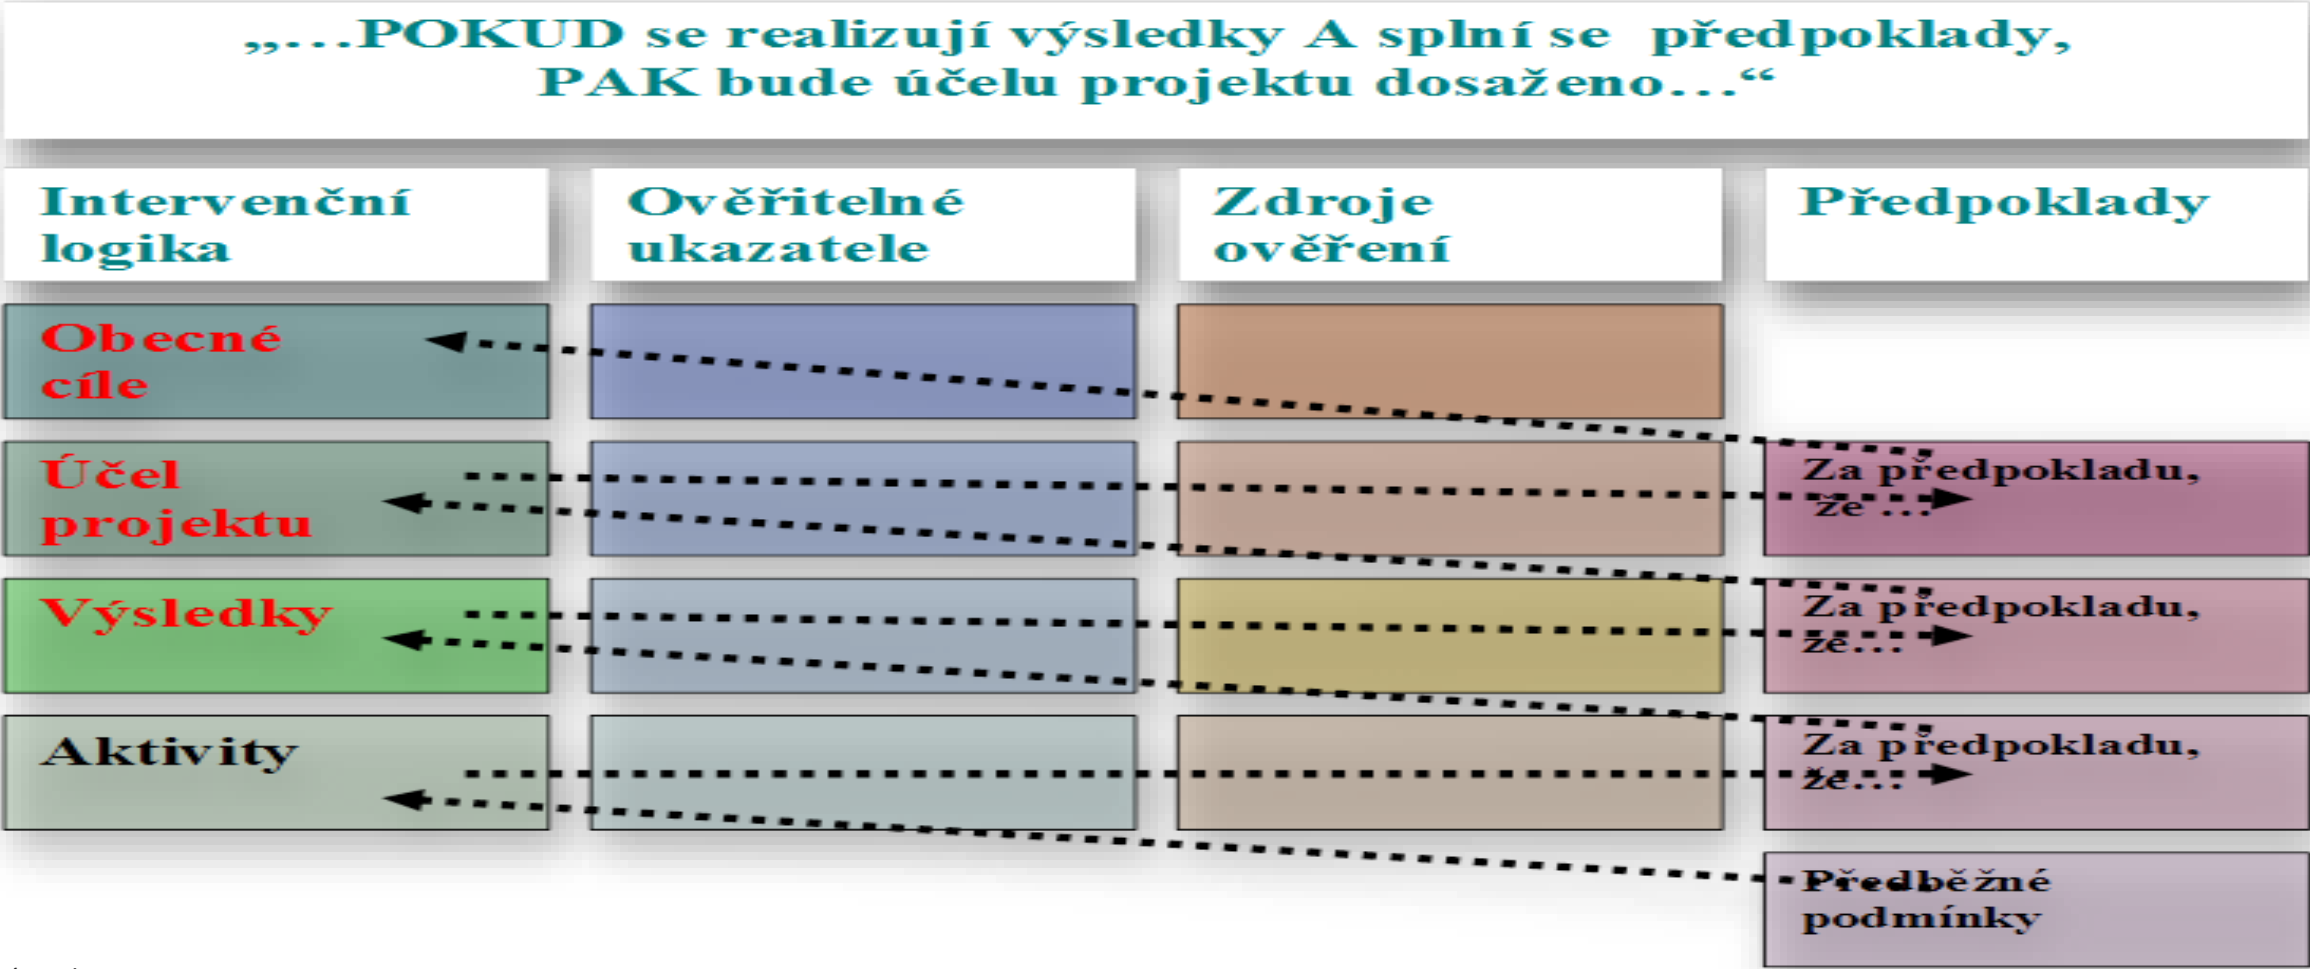 „…POKUD se realizují výsledky A splní se předpoklady,
PAK bude účelu projektu dosaženo…“
Intervenční
logika
Ověřitelné
ukazatele
Zdroje
ověření
Předpoklady
Obecné
cíle
Účel
projektu
Za předpokladu,
že …
Výsledky
Za předpokladu,
že…
Aktivity
Za předpokladu,
že…
Předběžné
podmínky